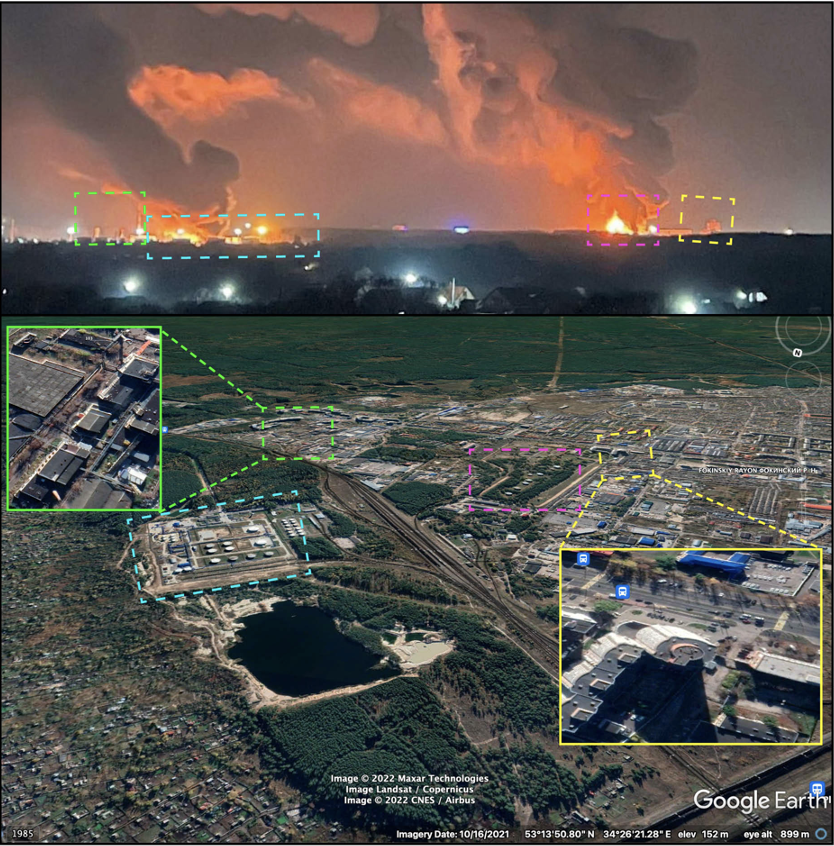 N
FOKINSKIY RAYON ФОКИНСКИЙ Р-Н
Image © 2022 Maxar Technologies
Image Landsat / Copernicus
Image © 2022 CNES / Airbus
Google Earth
1985
Imagery Date: 10/16/2021 53°13'50.80" N 34°26'21.28" E elev 152 m eye alt 899 m